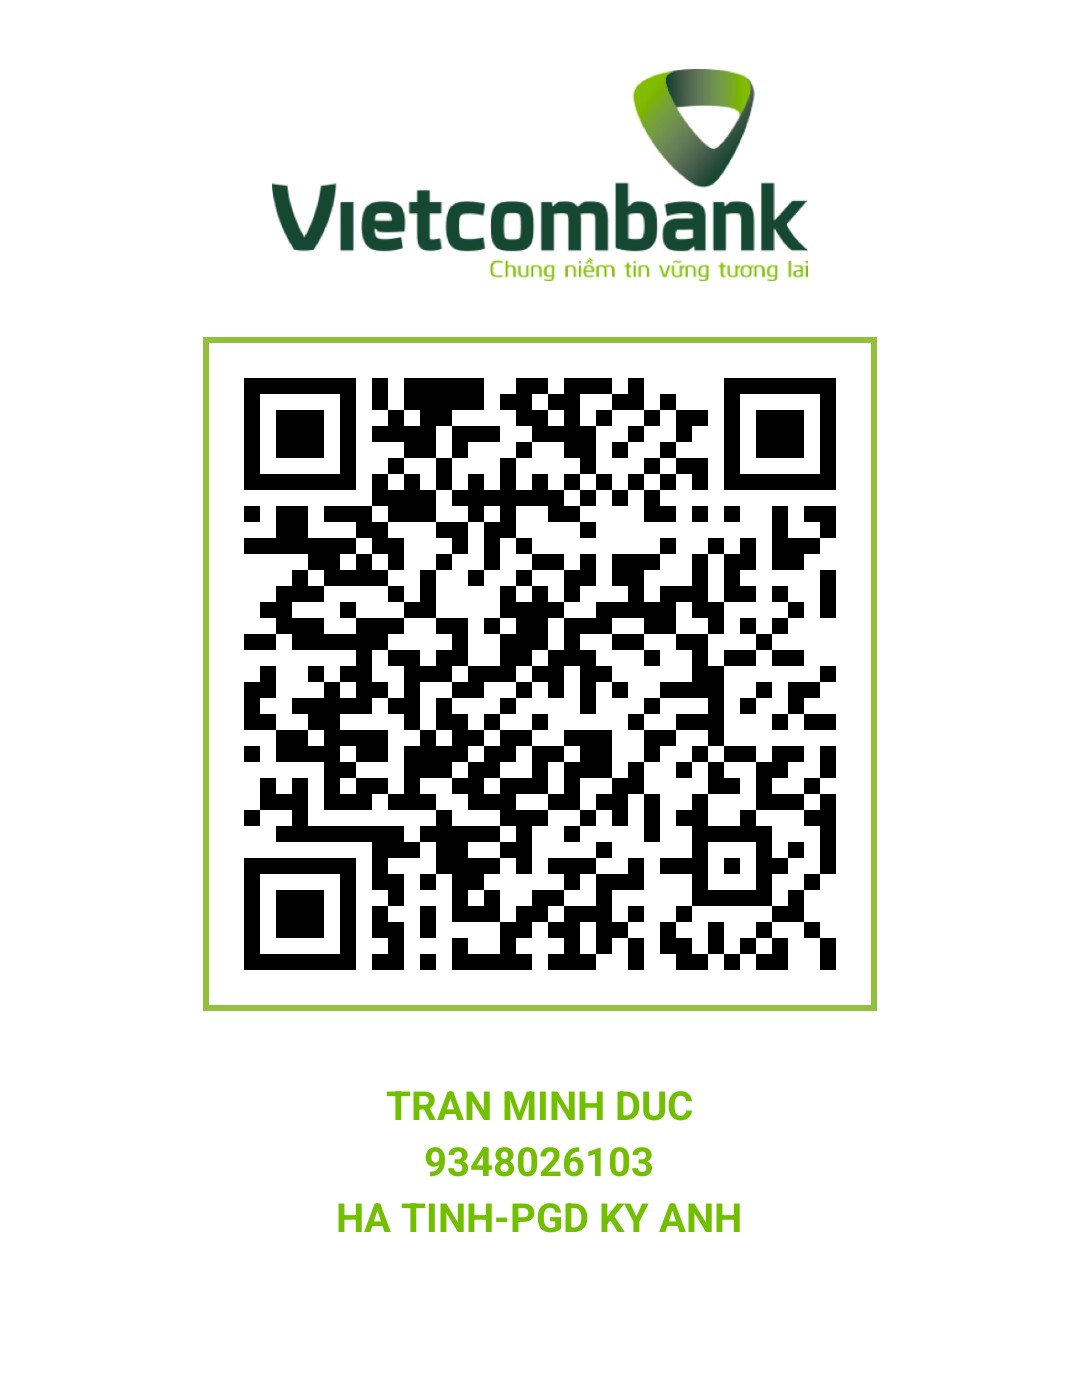 Vietcombank
Chung niềm tin vững tương lai
TRAN MINH DUC
9348026103
HA TINH-PGD KY ANH